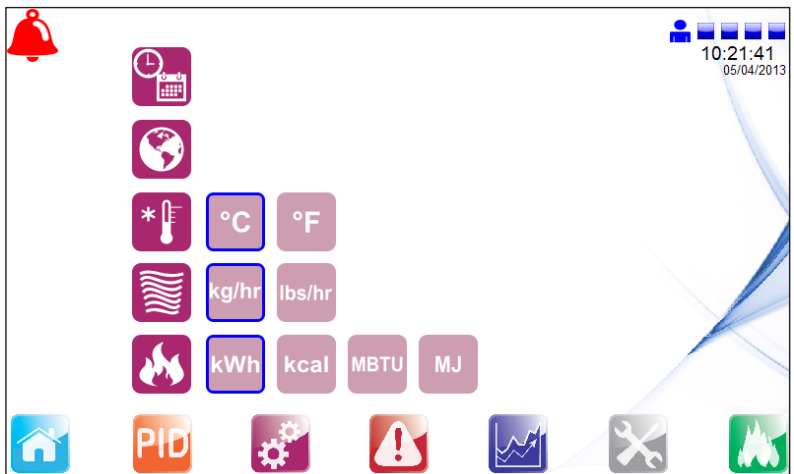 10:21:41
05/04/2013
°C °F
kg/hr lbs/hr
kWh kcal MBTU MJ
PID